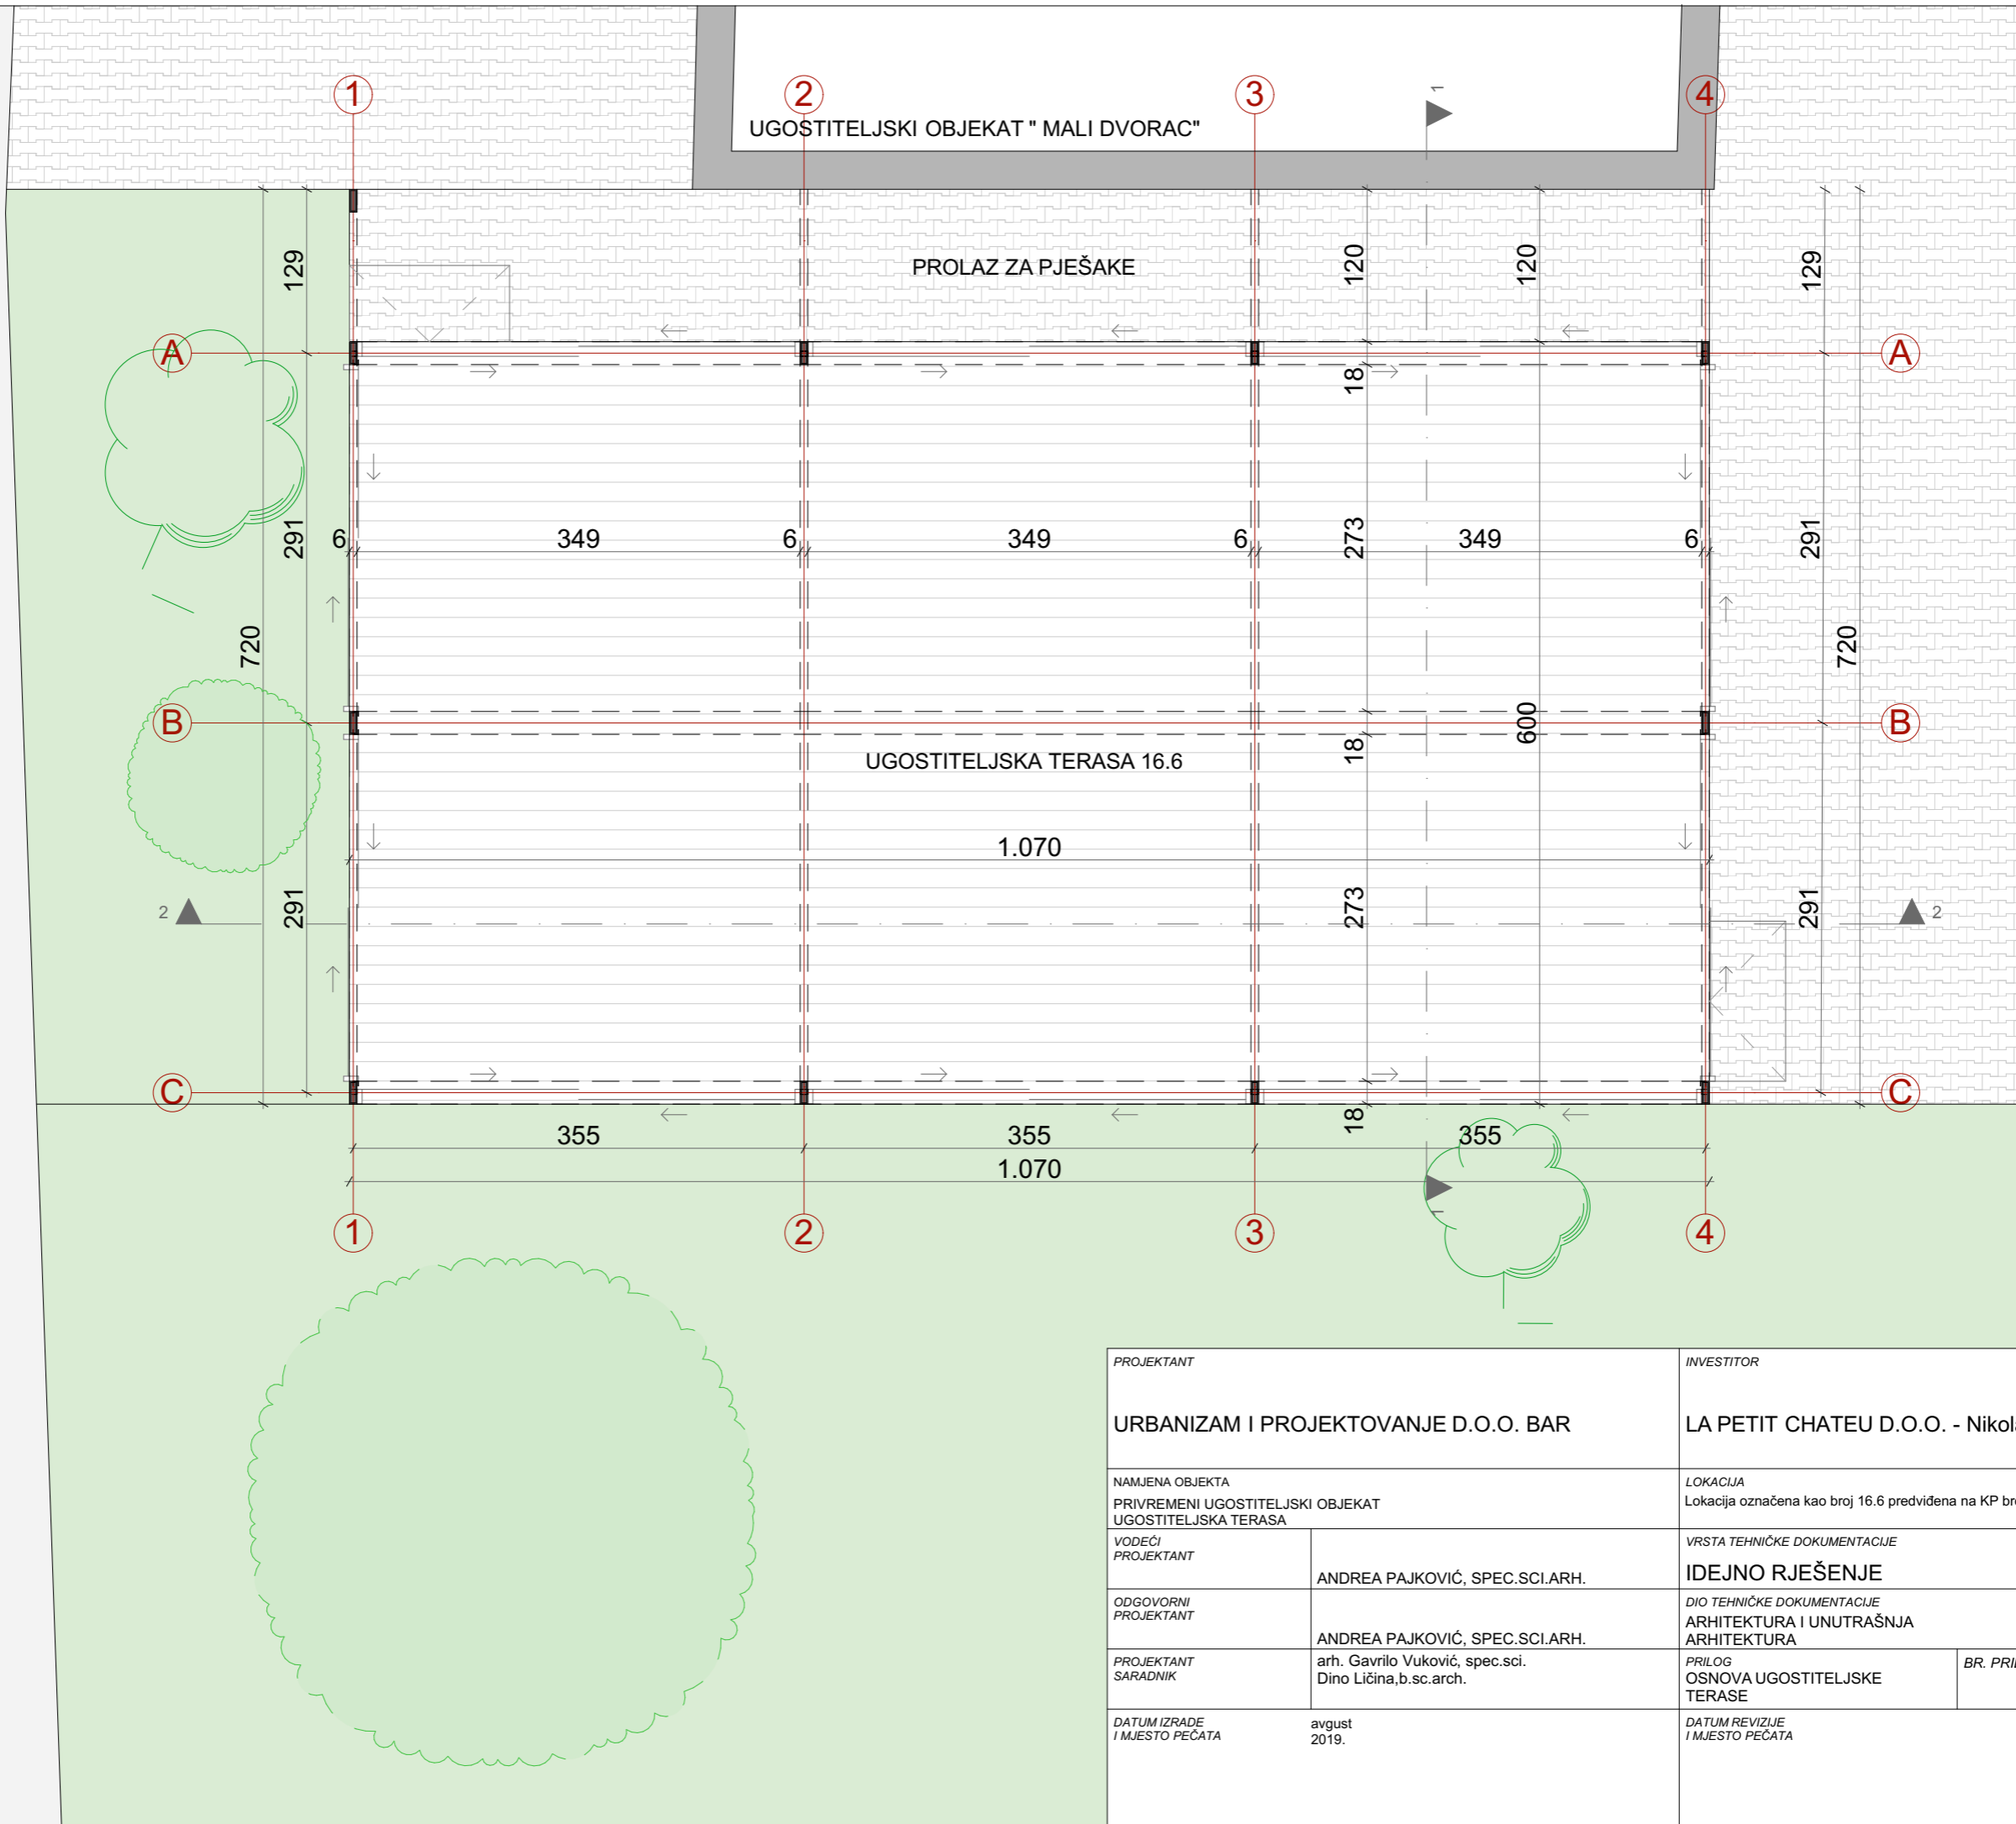 1
2
3
4
1
UGOSTITELJSKI OBJEKAT " MALI DVORAC"
129
PROLAZ ZA PJEŠAKE
120
120
129
A
A
18
291
6
349
6
349
6
273
349
6
291
720
600
720
B
B
18
UGOSTITELJSKA TERASA 16.6
1.070
2
291
273
291
2
C
C
18
355
355
355
1.070
1
1
2
3
4
PROJEKTANT
URBANIZAM I PROJEKTOVANJE D.O.O. BAR
INVESTITOR
LA PETIT CHATEU D.O.O. - Nikol
NAMJENA OBJEKTA
PRIVREMENI UGOSTITELJSKI OBJEKAT
UGOSTITELJSKA TERASA
LOKACIJA
Lokacija označena kao broj 16.6 predviđena na KP br
VODEĆI
PROJEKTANT
ANDREA PAJKOVIĆ, SPEC.SCI.ARH.
VRSTA TEHNIČKE DOKUMENTACIJE
IDEJNO RJEŠENJE
ODGOVORNI
PROJEKTANT
ANDREA PAJKOVIĆ, SPEC.SCI.ARH.
DIO TEHNIČKE DOKUMENTACIJE
ARHITEKTURA I UNUTRAŠNJA
ARHITEKTURA
PROJEKTANT
SARADNIK
arh. Gavrilo Vuković, spec.sci.
Dino Ličina,b.sc.arch.
PRILOG
OSNOVA UGOSTITELJSKE
TERASE
BR. PRI
DATUM IZRADE
I MJESTO PEČATA
avgust
2019.
DATUM REVIZIJE
I MJESTO PEČATA